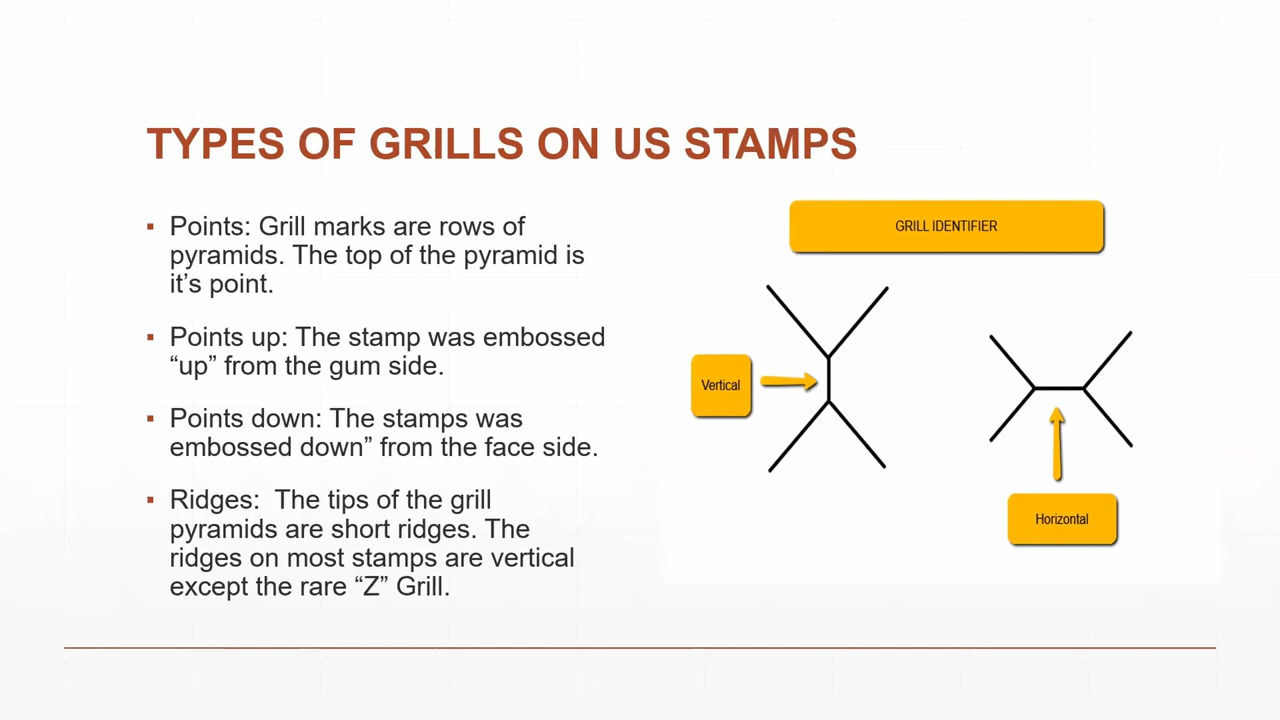 TYPES OF GRILLS ON US STAMPS
▪ Points: Grill marks are rows of
pyramids. The top of the pyramid is
it’s point.
▪ Points up: The stamp was embossed
“up” from the gum side.
▪ Points down: The stamps was
embossed down” from the face side.
▪ Ridges:  The tips of the grill
pyramids are short ridges. The
ridges on most stamps are vertical
except the rare “Z” Grill.
GRILL IDENTIFIER
Vertical
Horizontal